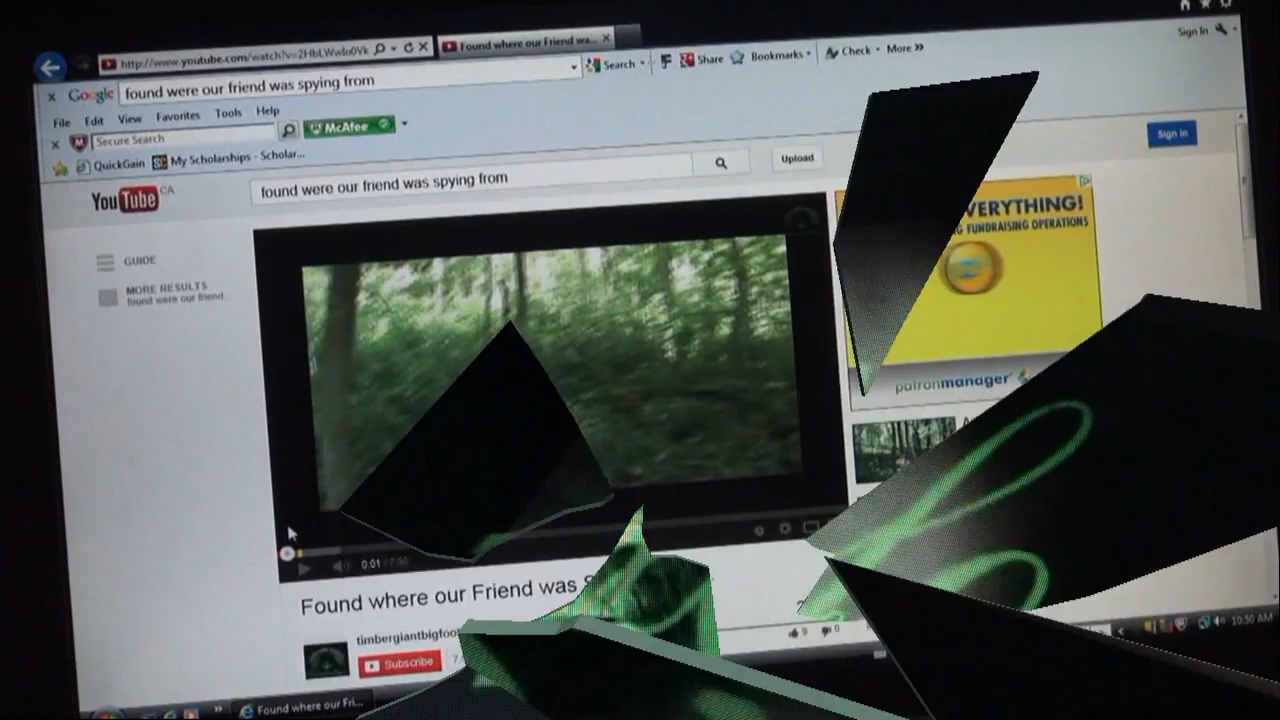 http://www.youtube.com/watch?v=2HbLWwdo0Vk
Found where our Friend wa...
Sign In
Google found were our friend was spying from
Search
Share
Bookmarks
Check
More »
File Edit View Favorites Tools Help
Secure Search
McAfee
QuickGain
My Scholarships - Scholar...
Sign In
YouTube CA
found were our friend was spying from
Upload
VERYTHING!
G FUNDRAISING OPERATIONS
GUIDE
MORE RESULTS
found were our friend
patronmanager
0:01
Found where our Friend was S
timbergiantbigfoo
Subscribe
9
0
Found where our Fri...
10:50 AM